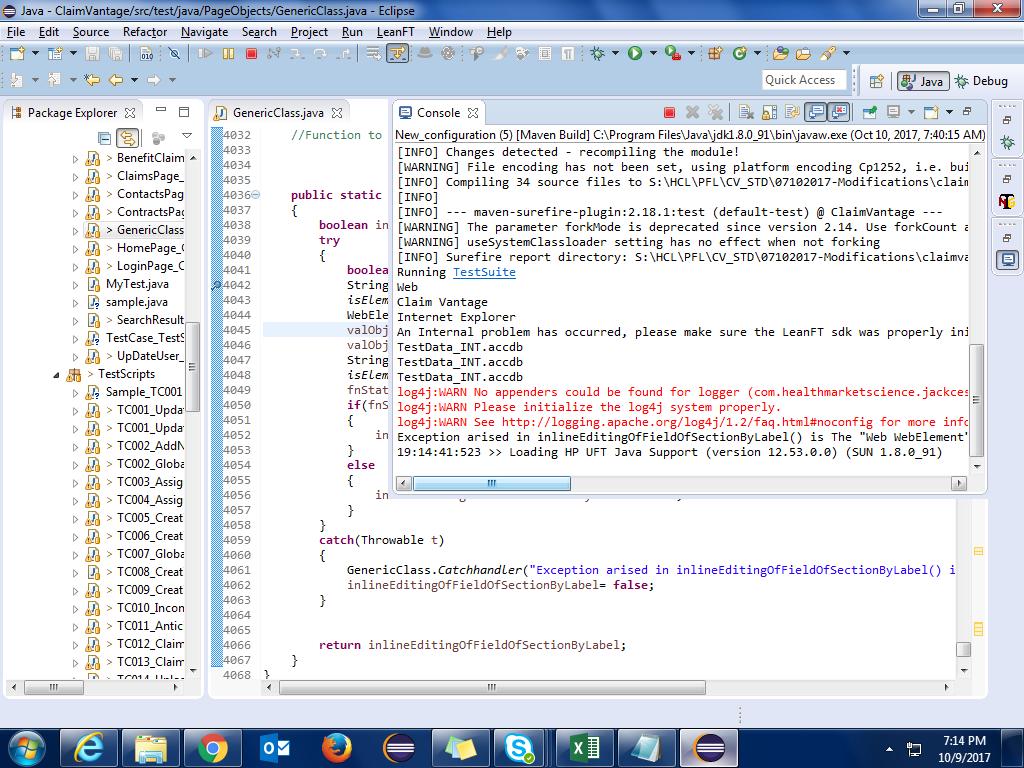 Java - ClaimVantage/src/test/java/PageObjects/GenericClass.java - Eclipse
File Edit Source Refactor Navigate Search Project Run LeanFT Window Help
Quick Access
Java
Debug
Package Explorer
GenericClass.java
Console
> BenefitClaim
> ClaimsPage_
> ContactsPag
> ContractsPag
> GenericClass
> HomePage_
> LoginPage_C
MyTest.java
sample.java
> SearchResult
TestCase_TestS
> UpDateUser_
> TestScripts
Sample_TC001
> TC001_Upda
> TC001_Upda
> TC002_AddN
> TC002_Globa
> TC003_Assig
> TC004_Assig
> TC005_Creat
> TC006_Creat
> TC007_Globa
> TC008_Creat
> TC009_Creat
> TC010_Incon
> TC011_Antic
> TC012_Claim
> TC013_Claim
New_configuration (5) [Maven Build] C:\Program Files\Java\jdk1.8.0_91\bin\javaw.exe (Oct 10, 2017, 7:40:15 AM)
[INFO] Changes detected - recompiling the module!
[WARNING] File encoding has not been set, using platform encoding Cp1252, i.e. bui
[INFO] Compiling 34 source files to S:\HCL\PFL\CV_STD\07102017-Modifications\claim
[INFO]
[INFO] --- maven-surefire-plugin:2.18.1:test (default-test) @ ClaimVantage ---
[WARNING] The parameter forkMode is deprecated since version 2.14. Use forkCount a
[WARNING] useSystemClassloader setting has no effect when not forking
[INFO] Surefire report directory: S:\HCL\PFL\CV_STD\07102017-Modifications\claimva
Running TestSuite
Web
Claim Vantage
Internet Explorer
An Internal problem has occurred, please make sure the LeanFT sdk was properly ini
TestData_INT.accdb
TestData_INT.accdb
TestData_INT.accdb
log4j:WARN No appenders could be found for logger (com.healthmarketscience.jackces
log4j:WARN Please initialize the log4j system properly.
log4j:WARN See http://logging.apache.org/log4j/1.2/faq.html#noconfig for more info
Exception arised in inlineEditingOfFieldOfSectionByLabel() is The "Web WebElement"
19:14:41:523 >> Loading HP UFT Java Support (version 12.53.0.0) (SUN 1.8.0_91)
4032 //Function to
4033
4034
4035
4036 public static
4037 {
4038 boolean in
4039 try
4040 {
4041 boolea
4042 String
4043 isElem
4044 WebEle
4045 valObj
4046 valObj
4047 String
4048 isElem
4049 fnStat
4050 if(fnS
4051 {
4052 in
4053 }
4054 else
4055 {
4056 in
4057 }
4058 }
4059 catch(Throwable t)
4060 {
4061 GenericClass.Catchhandler("Exception arised in inlineEditingOfFieldOfSectionByLabel() i
4062 inlineEditingOfFieldOfSectionByLabel= false;
4063 }
4064
4065
4066 return inlineEditingOfFieldOfSectionByLabel;
4067 }
4068 }
7:14 PM
10/9/2017